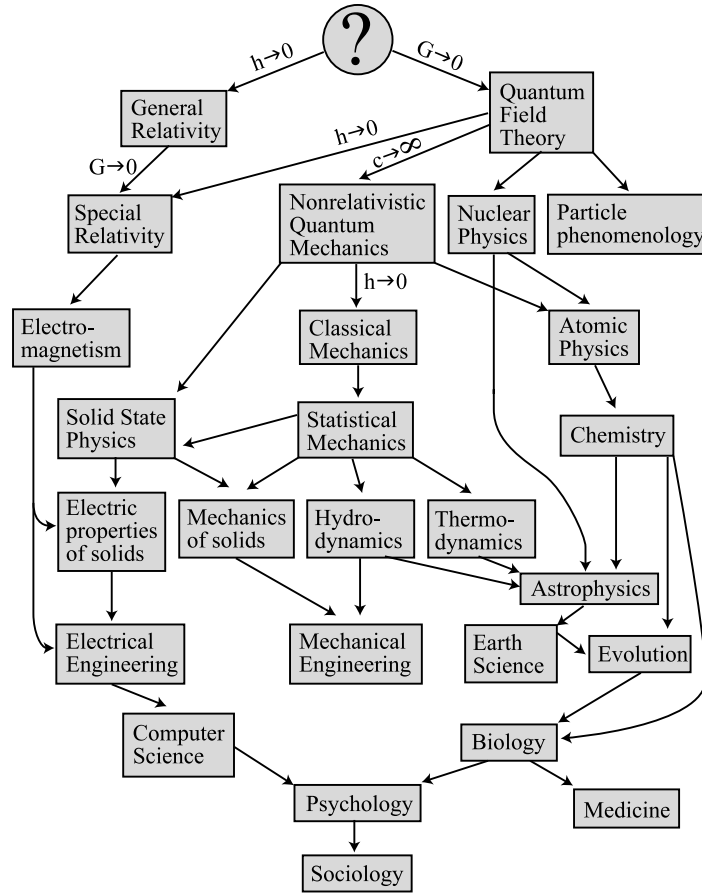 ?
h→0
G→0
General
Relativity
Quantum
Field
Theory
h→0
c→∞
G→0
Special
Relativity
Nonrelativistic
Quantum
Mechanics
Nuclear
Physics
Particle
phenomenology
h→0
Electro-
magnetism
Classical
Mechanics
Atomic
Physics
Solid State
Physics
Statistical
Mechanics
Chemistry
Electric
properties
of solids
Mechanics
of solids
Hydro-
dynamics
Thermo-
dynamics
Astrophysics
Electrical
Engineering
Mechanical
Engineering
Earth
Science
Evolution
Computer
Science
Biology
Psychology
Medicine
Sociology